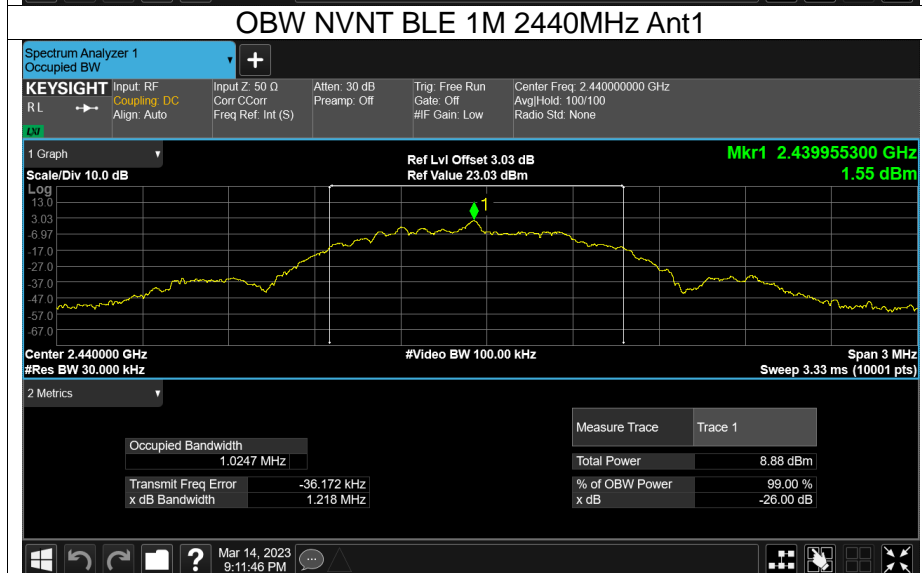 OBW NVNT BLE 1M 2440MHz Ant1
Spectrum Analyzer 1
Occupied BW
+
KEYSIGHT
R L
LXI
Input: RF
Coupling: DC
Align: Auto
Input Z: 50 Ω
Corr CCorr
Freq Ref: Int (S)
Atten: 30 dB
Preamp: Off
Trig: Free Run
Gate: Off
#IF Gain: Low
Center Freq: 2.440000000 GHz
Avg|Hold: 100/100
Radio Std: None
1 Graph
Scale/Div 10.0 dB
Ref Lvl Offset 3.03 dB
Ref Value 23.03 dBm
Mkr1 2.439955300 GHz
1.55 dBm
Log
13.0
3.03
-6.97
-17.0
-27.0
-37.0
-47.0
-57.0
-67.0
1
Center 2.440000 GHz
#Res BW 30.000 kHz
#Video BW 100.00 kHz
Span 3 MHz
Sweep 3.33 ms (10001 pts)
2 Metrics
Occupied Bandwidth
1.0247 MHz
Transmit Freq Error -36.172 kHz
x dB Bandwidth 1.218 MHz
Measure Trace Trace 1
Total Power 8.88 dBm
% of OBW Power 99.00 %
x dB -26.00 dB
?
Mar 14, 2023
9:11:46 PM